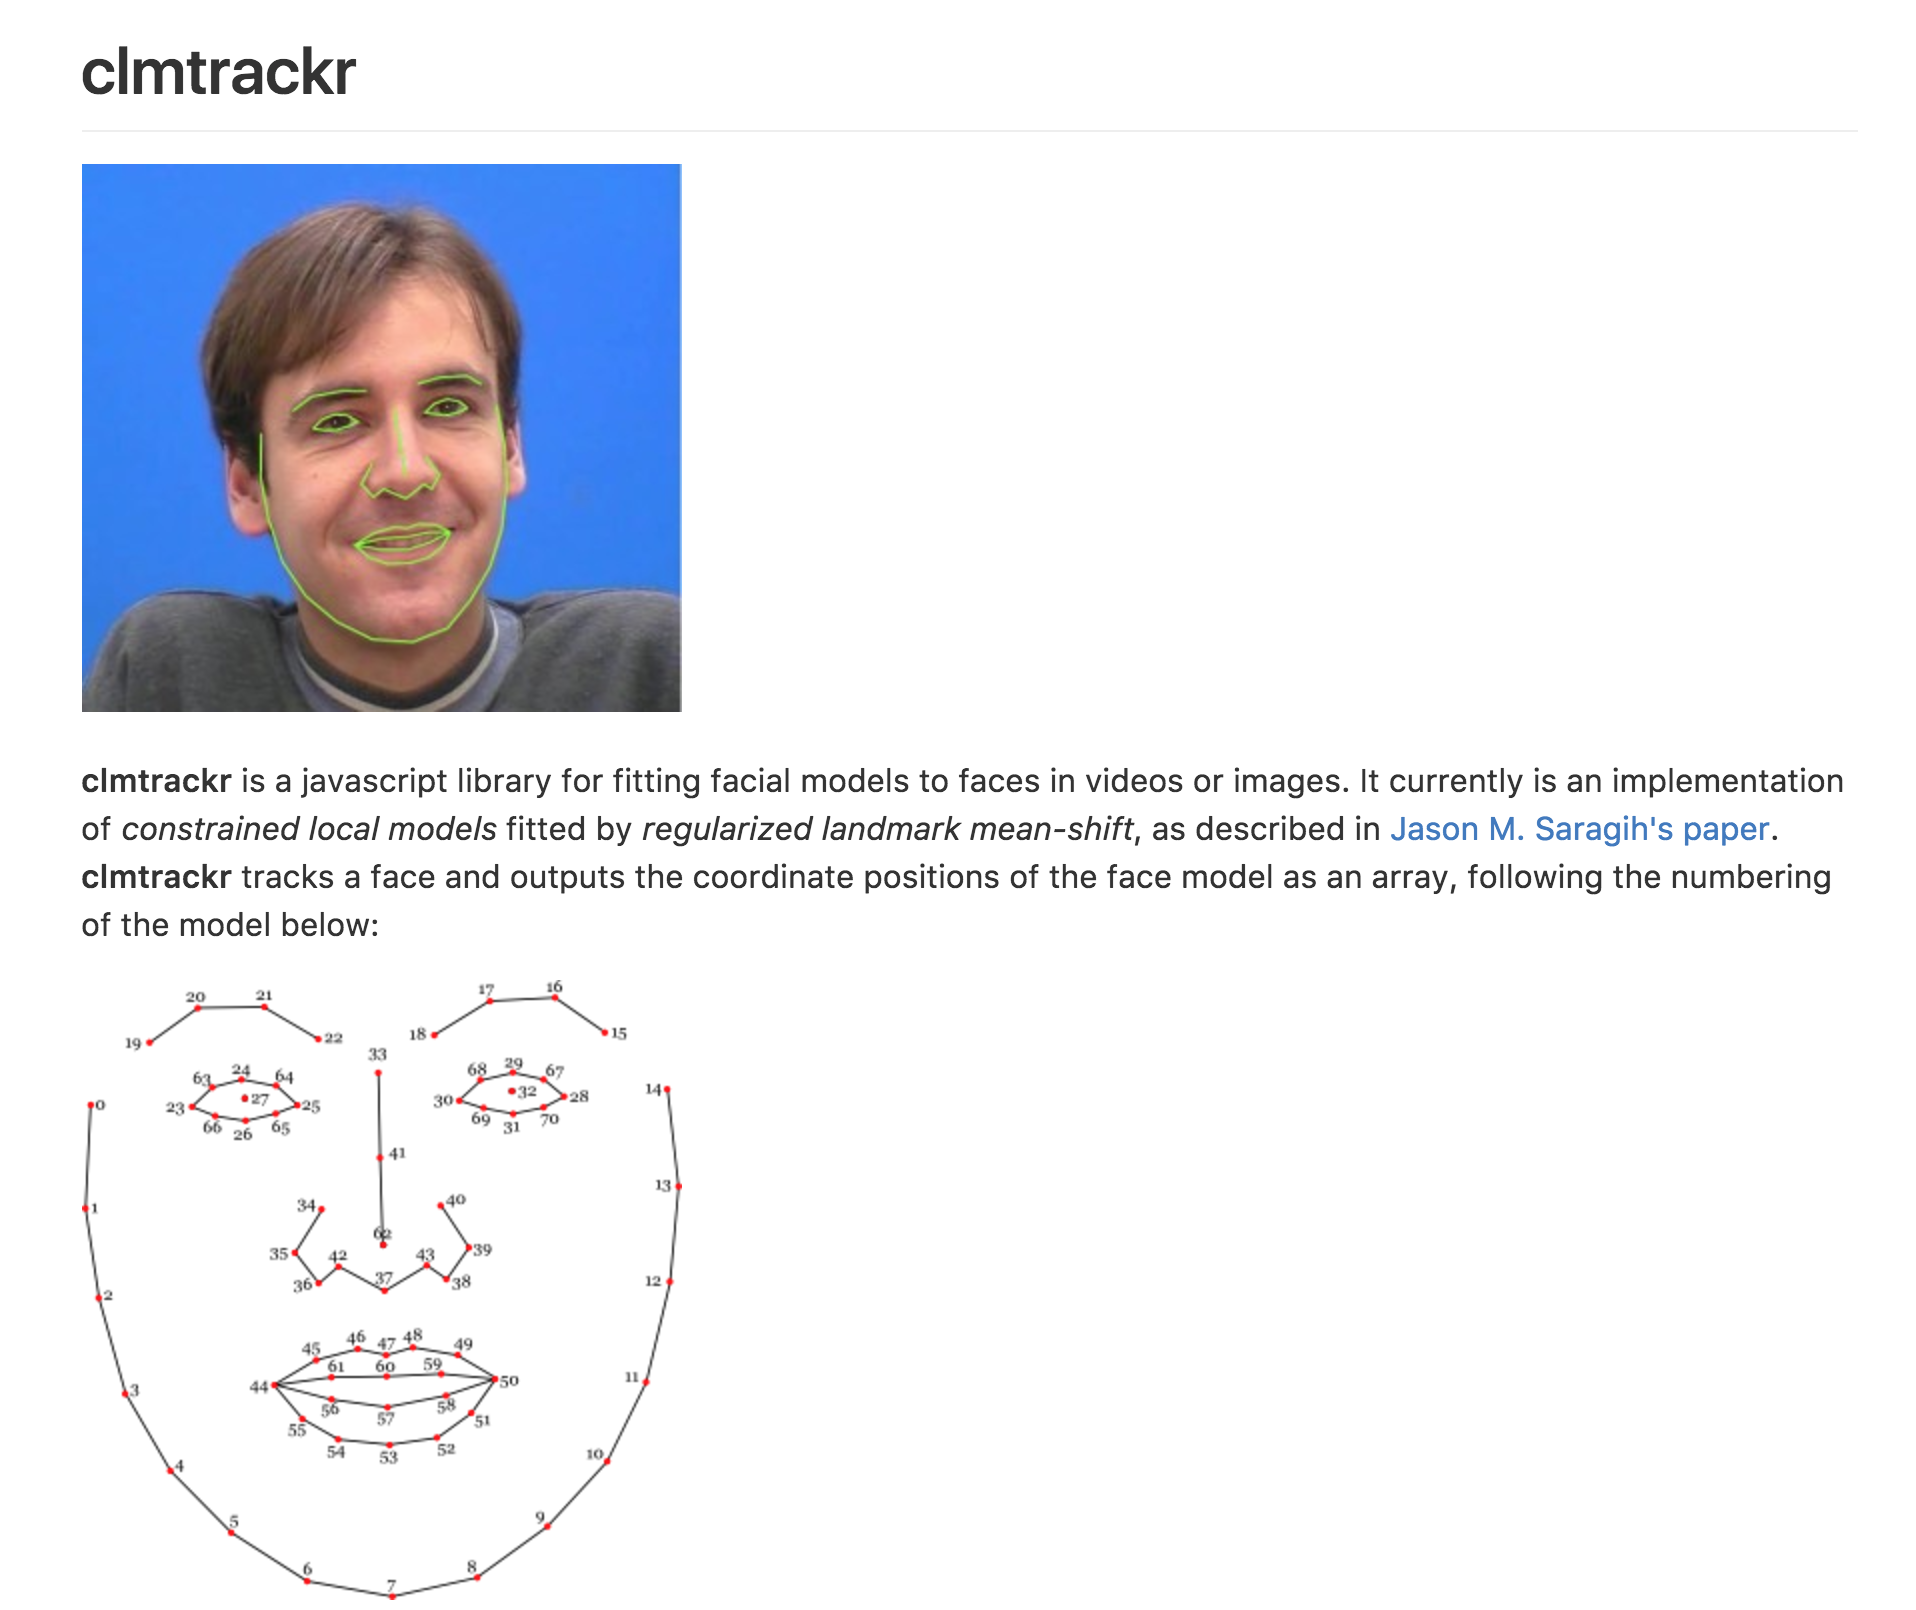 clmtrackr
clmtrackr is a javascript library for fitting facial models to faces in videos or images. It currently is an implementation
of constrained local models fitted by regularized landmark mean-shift, as described in Jason M. Saragih's paper.
clmtrackr tracks a face and outputs the coordinate positions of the face model as an array, following the numbering
of the model below:
20 21 17 16
19 22 18 15
33
63 24 64 68 29 67
0 23 27 25 30 32 28 14
66 26 65 69 31 70
41
13
1 34 40
62
35 42 43 39
36 37 38 12
2
45 46 47 48 49
61 60 59
44 50 11
3
56 57 58
55 51
54 53 52
4 10
5 9
6 8
7